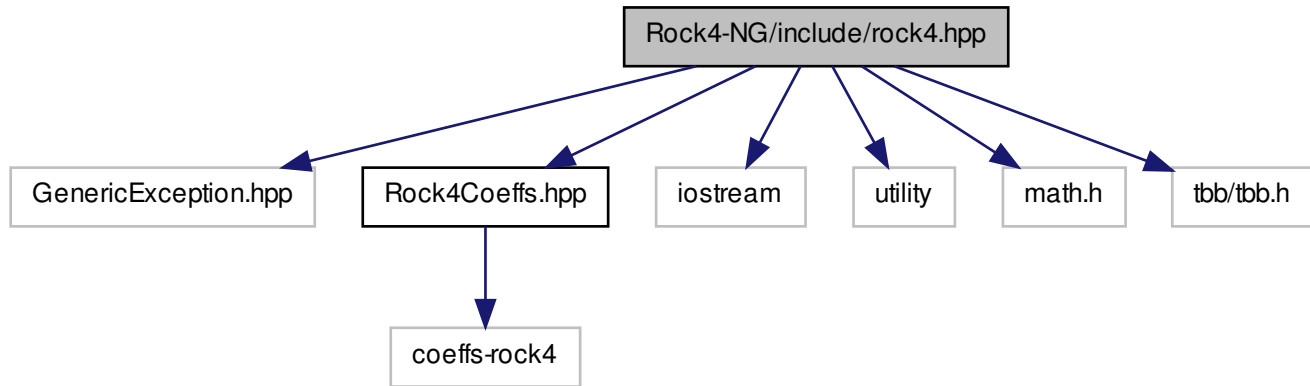 Rock4-NG/include/rock4.hpp
GenericException.hpp
Rock4Coeffs.hpp
iostream
utility
math.h
tbb/tbb.h
coeffs-rock4